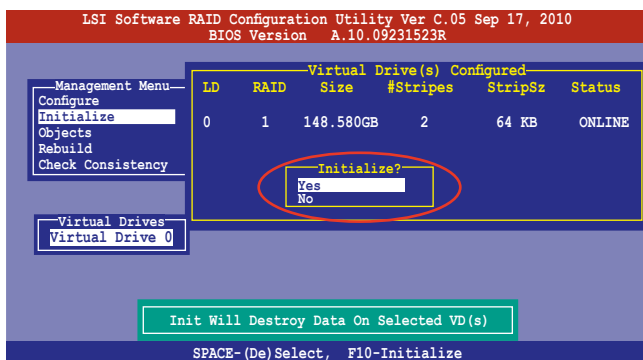 LSI Software RAID Configuration Utility Ver C.05 Sep 17, 2010
BIOS Version A.10.09231523R
Virtual Drive(s) Configured
LD RAID Size #Stripes StripSz Status
0 1 148.580GB 2 64 KB ONLINE
Management Menu
Configure
Initialize
Objects
Rebuild
Check Consistency
Initialize?
Yes
No
Virtual Drives
Virtual Drive 0
Init Will Destroy Data On Selected VD(s)
SPACE-(De)Select, F10-Initialize